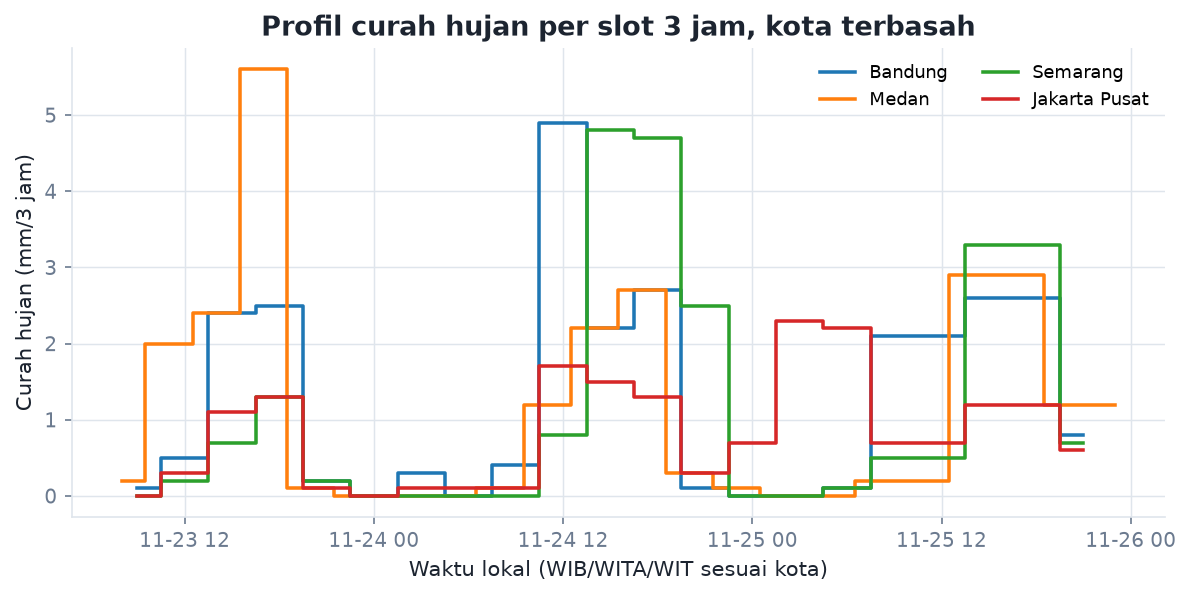 Profil curah hujan per slot 3 jam, kota terbasah
Bandung
Medan
Semarang
Jakarta Pusat
Curah hujan (mm/3 jam)
5
4
3
2
1
0
11-23 12
11-24 00
11-24 12
11-25 00
11-25 12
11-26 00
Waktu lokal (WIB/WITA/WIT sesuai kota)